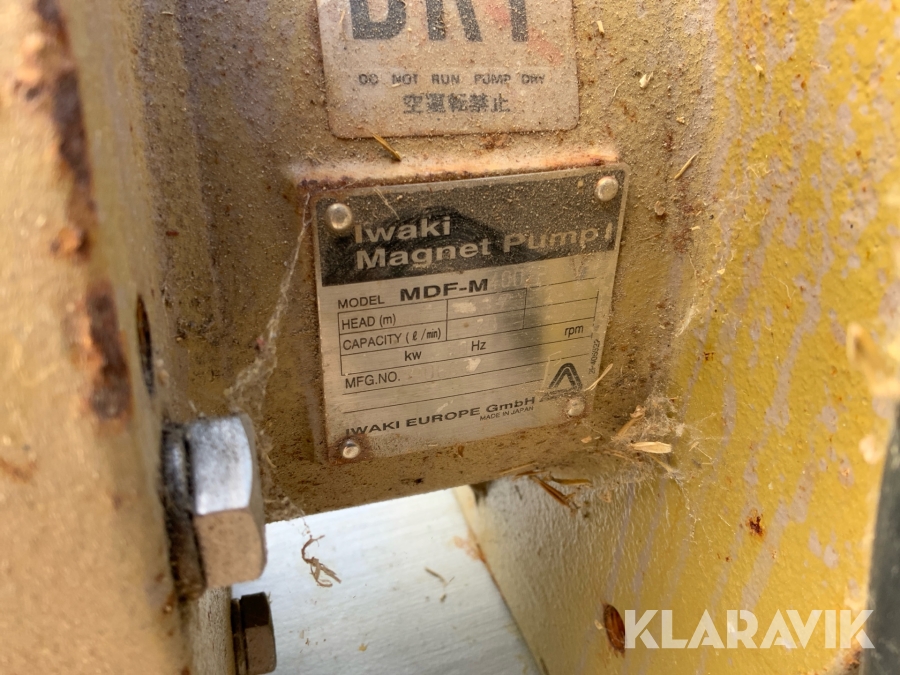 DRY
DO NOT RUN PUMP DRY
空運転禁止
Iwaki
Magnet Pump
MODEL MDF-M
HEAD (m)
CAPACITY (ℓ/min)
kw Hz rpm
MFG.NO.
IWAKI EUROPE GmbH
MADE IN JAPAN
KLARAVIK